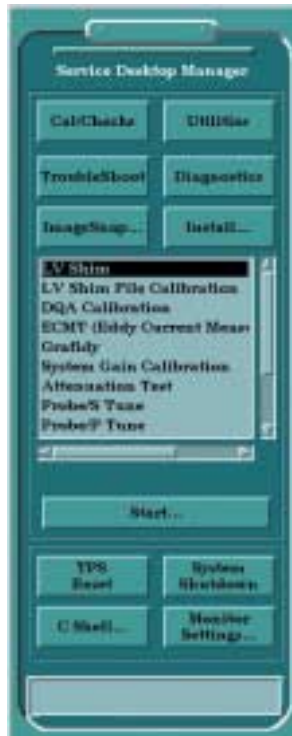 Service Desktop Manager
Cal/Checks Utilities
TroubleShoot Diagnostics
ImageSnap... Install...
LV Shim
LV Shim File Calibration
DQA Calibration
ECMT (Eddy Current Meas
Grafidy
System Gain Calibration
Attenuation Test
Probe/S Tune
Probe/P Tune
Start...
TPS Reset
System Shutdown
C Shell...
Monitor Settings...